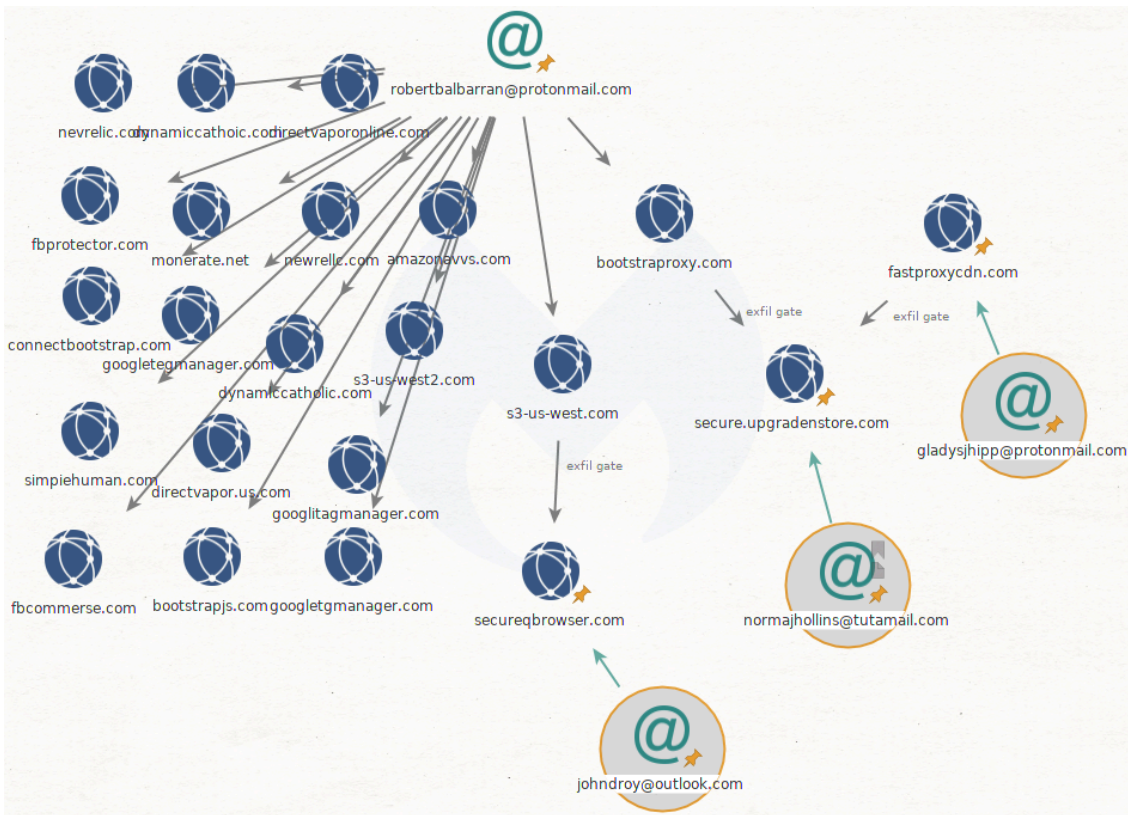 robertbalbarran@protonmail.com
nevrelic.com
dynamiccathoic.com
directvaporonline.com
fbprotector.com
monerate.net
newrellc.com
amazonavvs.com
bootstraproxy.com
fastproxycdn.com
exfil gate
exfil gate
connectbootstrap.com
googletegmanager.com
dynamiccatholic.com
s3-us-west2.com
s3-us-west.com
secure.upgradenstore.com
gladysjhipp@protonmail.com
exfil gate
simpiehuman.com
directvapor.us.com
googlitagmanager.com
fbcommerse.com
bootstrapjs.com
googletgmanager.com
secureqbrowser.com
normajhollins@tutamail.com
johndroy@outlook.com